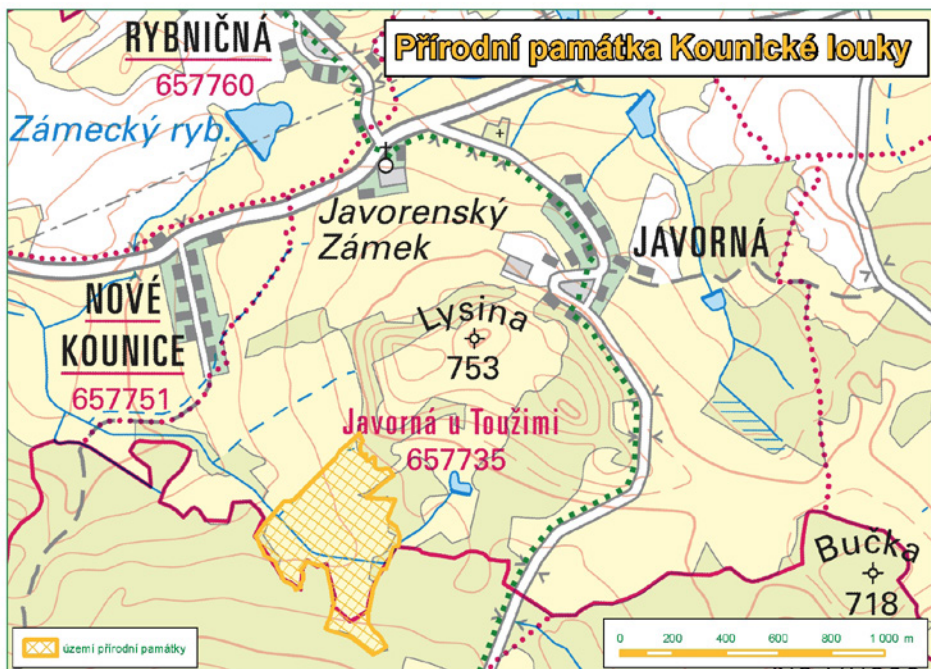 RYBNIČNÁ
657760
Přírodní památka Kounické louky
Zámecký ryb.
Javorenský
Zámek
JAVORNÁ
NOVÉ
KOUNICE
657751
Lysina
753
Javorná u Toužimi
657735
Bučka
718
území přírodní památky
0 200 400 600 800 1 000 m